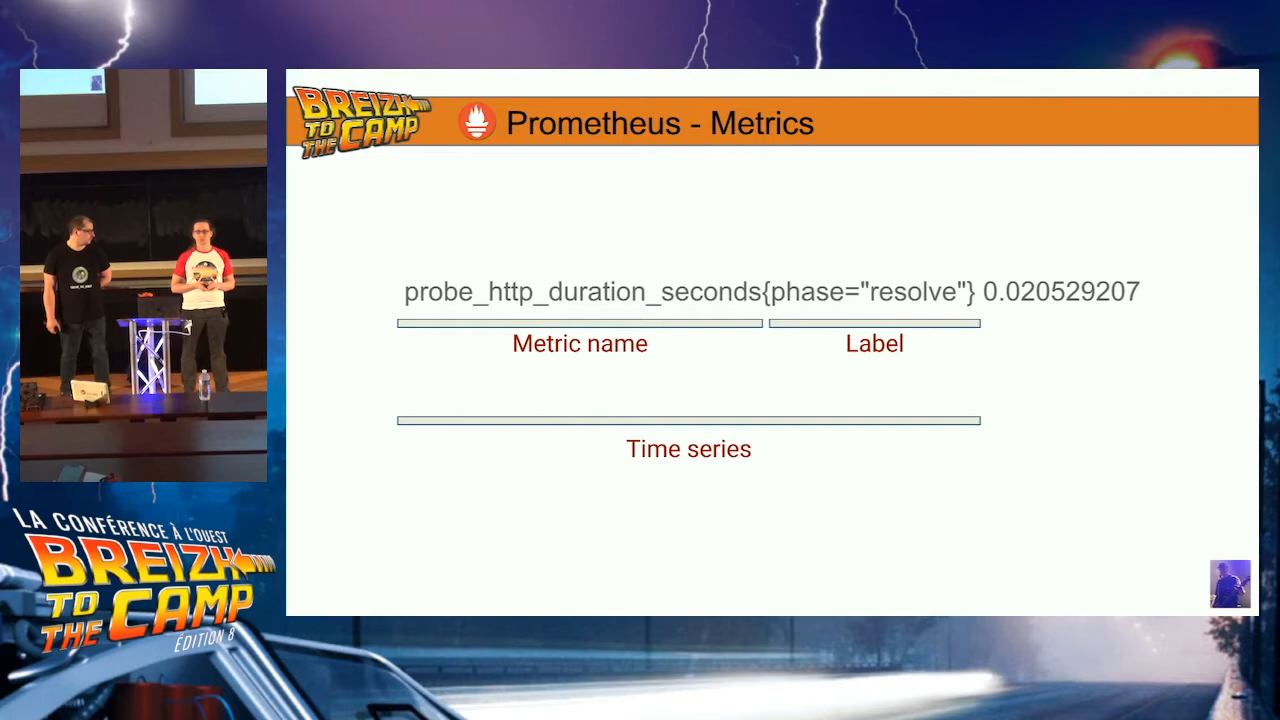 BREIZH
TO
THE CAMP
Prometheus - Metrics
probe_http_duration_seconds{phase="resolve"} 0.020529207
Metric name
Label
Time series
LA CONFÉRENCE À L'OUEST
BREIZH
TO
THE CAMP
ÉDITION 8